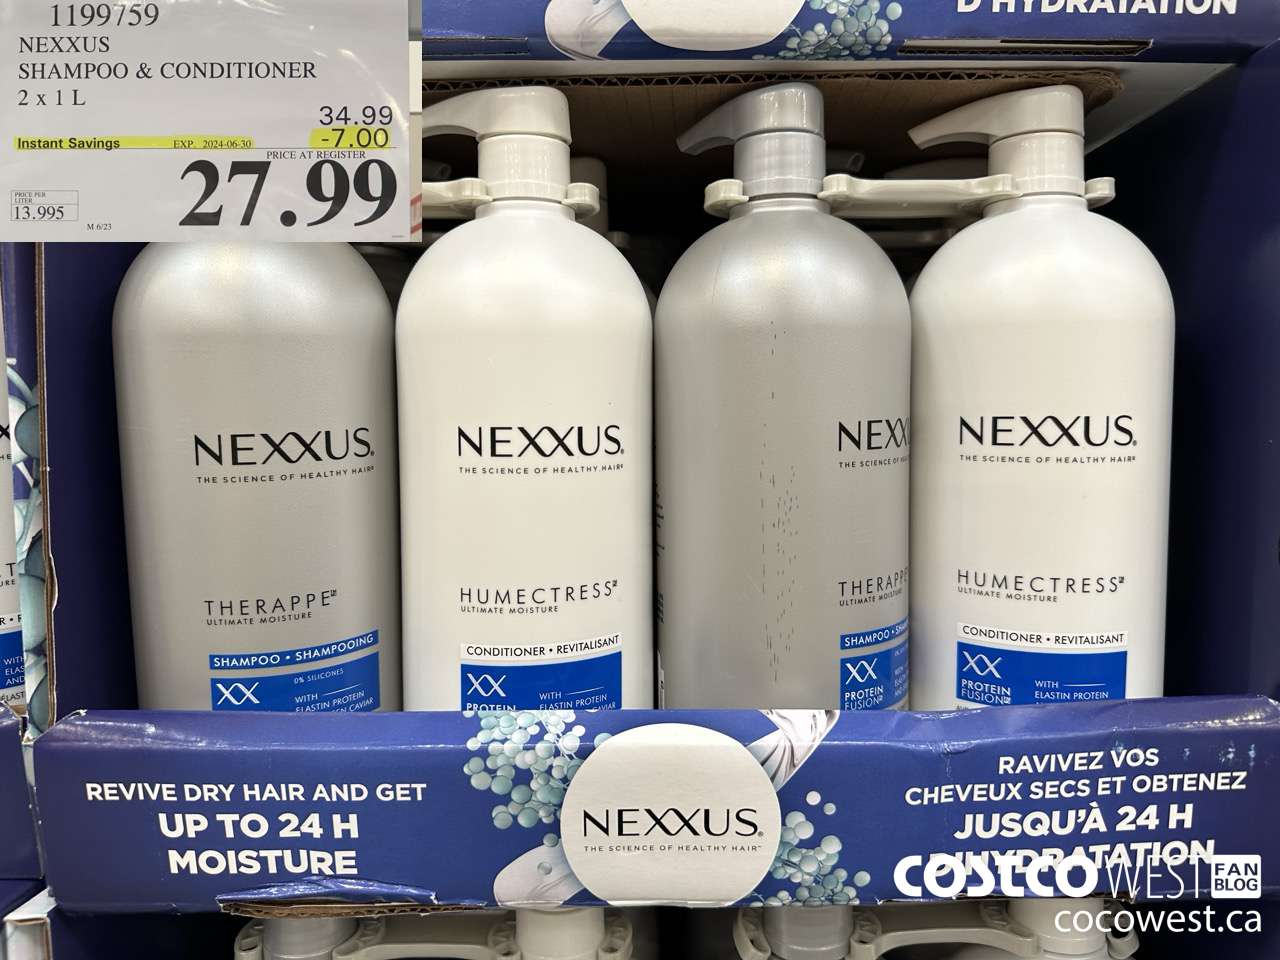 1199759
NEXXUS
SHAMPOO & CONDITIONER
2 x 1 L
34.99
Instant Savings EXP. 2024-06-30 -7.00
PRICE AT REGISTER
27.99
PRICE PER
LITER
13.995
M 6/23
D'HYDRATATION
NEXXUS
THE SCIENCE OF HEALTHY HAIR
THERAPPE
ULTIMATE MOISTURE
SHAMPOO • SHAMPOOING
0% SILICONES
XX
WITH
ELASTIN PROTEIN
CAVIAR
NEXXUS
THE SCIENCE OF HEALTHY HAIR
HUMECTRESS
ULTIMATE MOISTURE
CONDITIONER • REVITALISANT
XX
PROTEIN
WITH
ELASTIN PROTEIN
CAVIAR
NEXXU
THE SCIENCE OF
THERAPPE
ULTIMATE MOISTURE
SHAMPOO • SHAM
XX
PROTEIN
FUSION
NEXXUS
THE SCIENCE OF HEALTHY HAIR
HUMECTRESS
ULTIMATE MOISTURE
CONDITIONER • REVITALISANT
XX
PROTEIN
FUSION
WITH
ELASTIN PROTEIN
REVIVE DRY HAIR AND GET
UP TO 24 H
MOISTURE
NEXXUS
THE SCIENCE OF HEALTHY HAIR
RAVIVEZ VOS
CHEVEUX SECS ET OBTENEZ
JUSQU'À 24 H
D'HYDRATATION
COSTCO WEST FAN BLOG
cocowest.ca